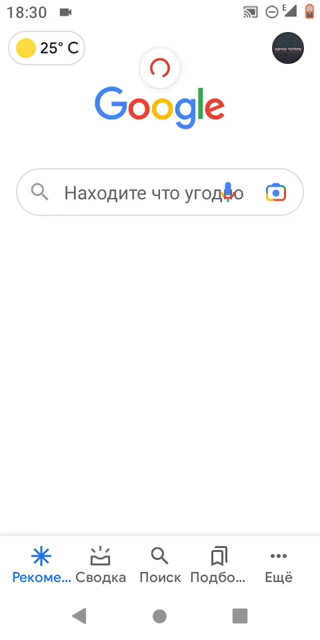 18:30
E
25° C
Google
Находите что угодно
Рекоме...
Сводка
Поиск
Подбо...
Ещё